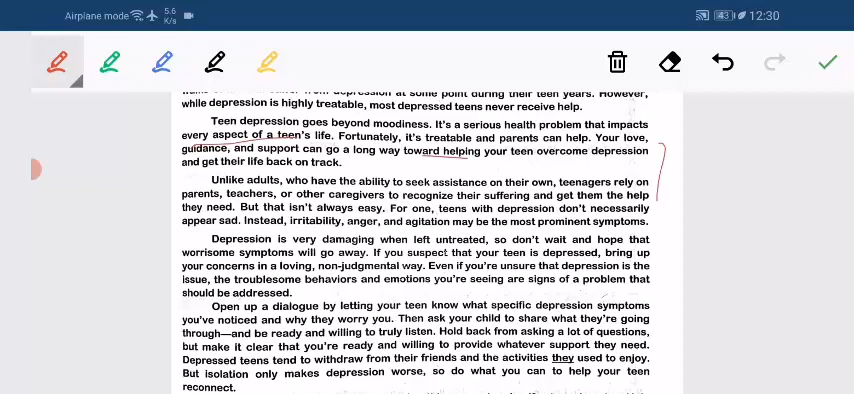 Airplane mode 5.6 K/s 43 12:30
depression at some point during their teen years. However,
while depression is highly treatable, most depressed teens never receive help.
Teen depression goes beyond moodiness. It's a serious health problem that impacts
every aspect of a teen's life. Fortunately, it's treatable and parents can help. Your love,
guidance, and support can go a long way toward helping your teen overcome depression
and get their life back on track.
Unlike adults, who have the ability to seek assistance on their own, teenagers rely on
parents, teachers, or other caregivers to recognize their suffering and get them the help
they need. But that isn't always easy. For one, teens with depression don't necessarily
appear sad. Instead, irritability, anger, and agitation may be the most prominent symptoms.
Depression is very damaging when left untreated, so don't wait and hope that
worrisome symptoms will go away. If you suspect that your teen is depressed, bring up
your concerns in a loving, non-judgmental way. Even if you're unsure that depression is the
issue, the troublesome behaviors and emotions you're seeing are signs of a problem that
should be addressed.
Open up a dialogue by letting your teen know what specific depression symptoms
you've noticed and why they worry you. Then ask your child to share what they're going
through—and be ready and willing to truly listen. Hold back from asking a lot of questions,
but make it clear that you're ready and willing to provide whatever support they need.
Depressed teens tend to withdraw from their friends and the activities they used to enjoy.
But isolation only makes depression worse, so do what you can to help your teen
reconnect.